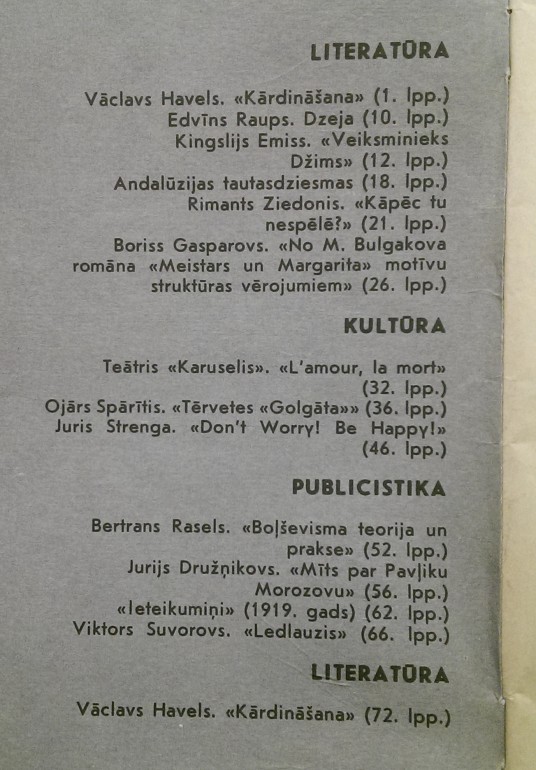 LITERATŪRA
Vāclavs Havels. «Kārdināšana» (1. lpp.)
Edvīns Raups. Dzeja (10. lpp.)
Kingslijs Emiss. «Veiksminieks
Džims» (12. lpp.)
Andalūzijas tautasdziesmas (18. lpp.)
Rimants Ziedonis. «Kāpēc tu
nespēlē?» (21. lpp.)
Boriss Gasparovs. «No M. Bulgakova
romāna «Meistars un Margarita» motīvu
struktūras vērojumiem» (26. lpp.)
KULTŪRA
Teātris «Karuselis». «L'amour, la mort»
(32. lpp.)
Ojārs Spārītis. «Tērvetes «Golgāta»» (36. lpp.)
Juris Strenga. «Don't Worry! Be Happy!»
(46. lpp.)
PUBLICISTIKA
Bertrans Rasels. «Boļševisma teorija un
prakse» (52. lpp.)
Jurijs Družņikovs. «Mīts par Pavļiku
Morozovu» (56. lpp.)
«Ieteikumiņi» (1919. gads) (62. lpp.)
Viktors Suvorovs. «Ledlauzis» (66. lpp.)
LITERATŪRA
Vāclavs Havels. «Kārdināšana» (72. lpp.)